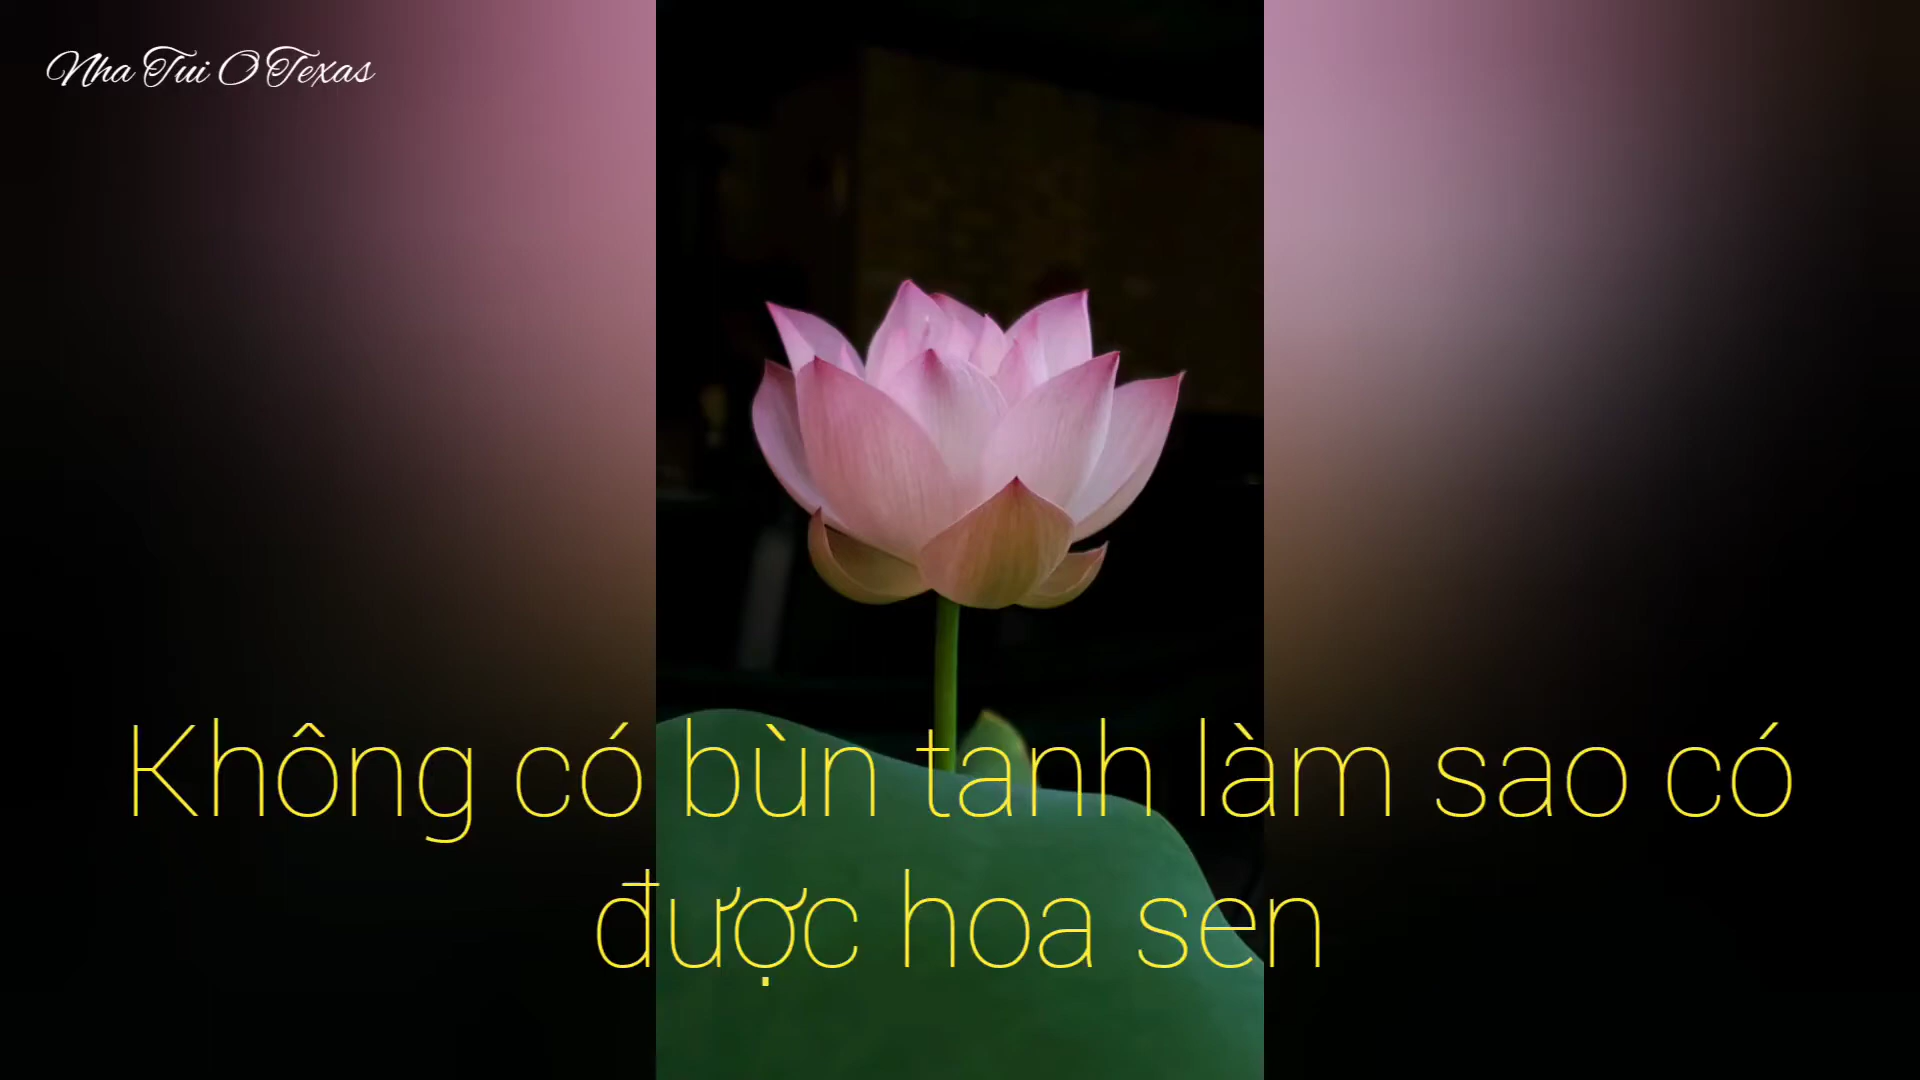 Nha Tui O Texas
Không có bùn tanh làm sao có
được hoa sen